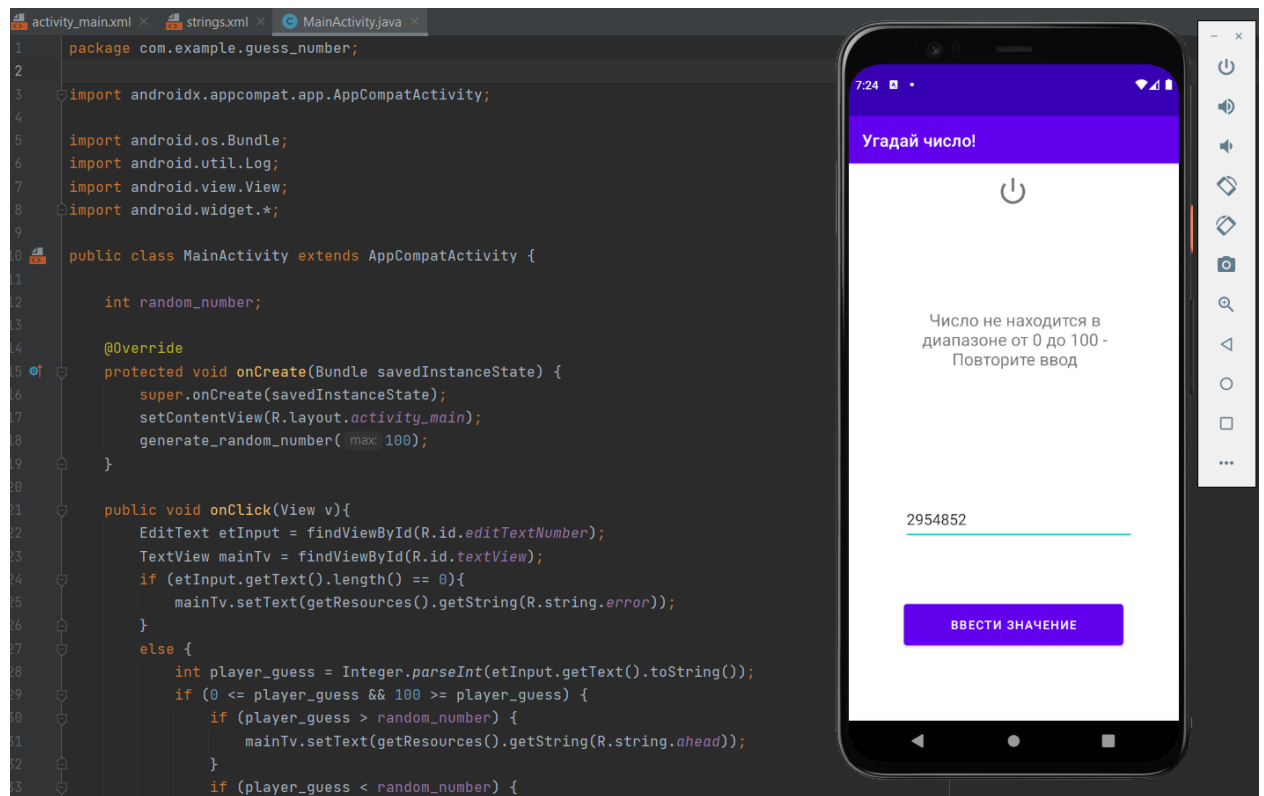 activity_main.xml strings.xml MainActivity.java
1 package com.example.guess_number;
2
3 import androidx.appcompat.app.AppCompatActivity;
4
5 import android.os.Bundle;
6 import android.util.Log;
7 import android.view.View;
8 import android.widget.*;
9
10 public class MainActivity extends AppCompatActivity {
11
12 int random_number;
13
14 @Override
15 protected void onCreate(Bundle savedInstanceState) {
16 super.onCreate(savedInstanceState);
17 setContentView(R.layout.activity_main);
18 generate_random_number( max: 100);
19 }
20
21 public void onClick(View v){
22 EditText etInput = findViewById(R.id.editTextNumber);
23 TextView mainTv = findViewById(R.id.textView);
24 if (etInput.getText().length() == 0){
25 mainTv.setText(getResources().getString(R.string.error));
26 }
27 else {
28 int player_guess = Integer.parseInt(etInput.getText().toString());
29 if (0 <= player_guess && 100 >= player_guess) {
30 if (player_guess > random_number) {
31 mainTv.setText(getResources().getString(R.string.ahead));
32 }
33 if (player_guess < random_number) {
7:24
Угадай число!
Число не находится в
диапазоне от 0 до 100 -
Повторите ввод
2954852
ВВЕСТИ ЗНАЧЕНИЕ